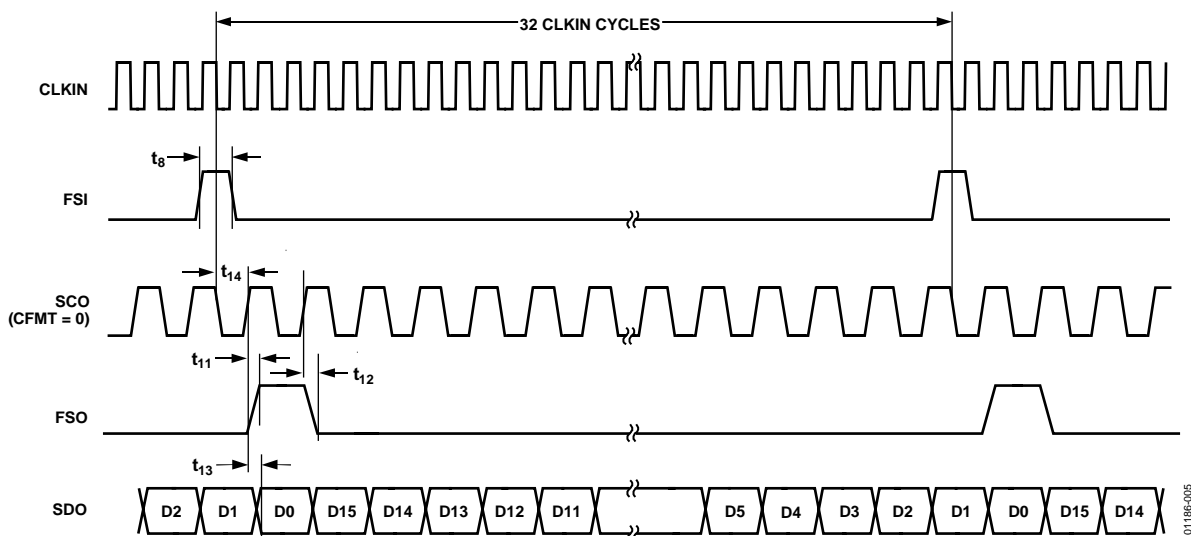 32 CLKIN CYCLES
CLKIN
t8
FSI
t14
SCO
(CFMT = 0)
t11
t12
FSO
t13
SDO
D2 D1 D0 D15 D14 D13 D12 D11 D5 D4 D3 D2 D1 D0 D15 D14
01186-005